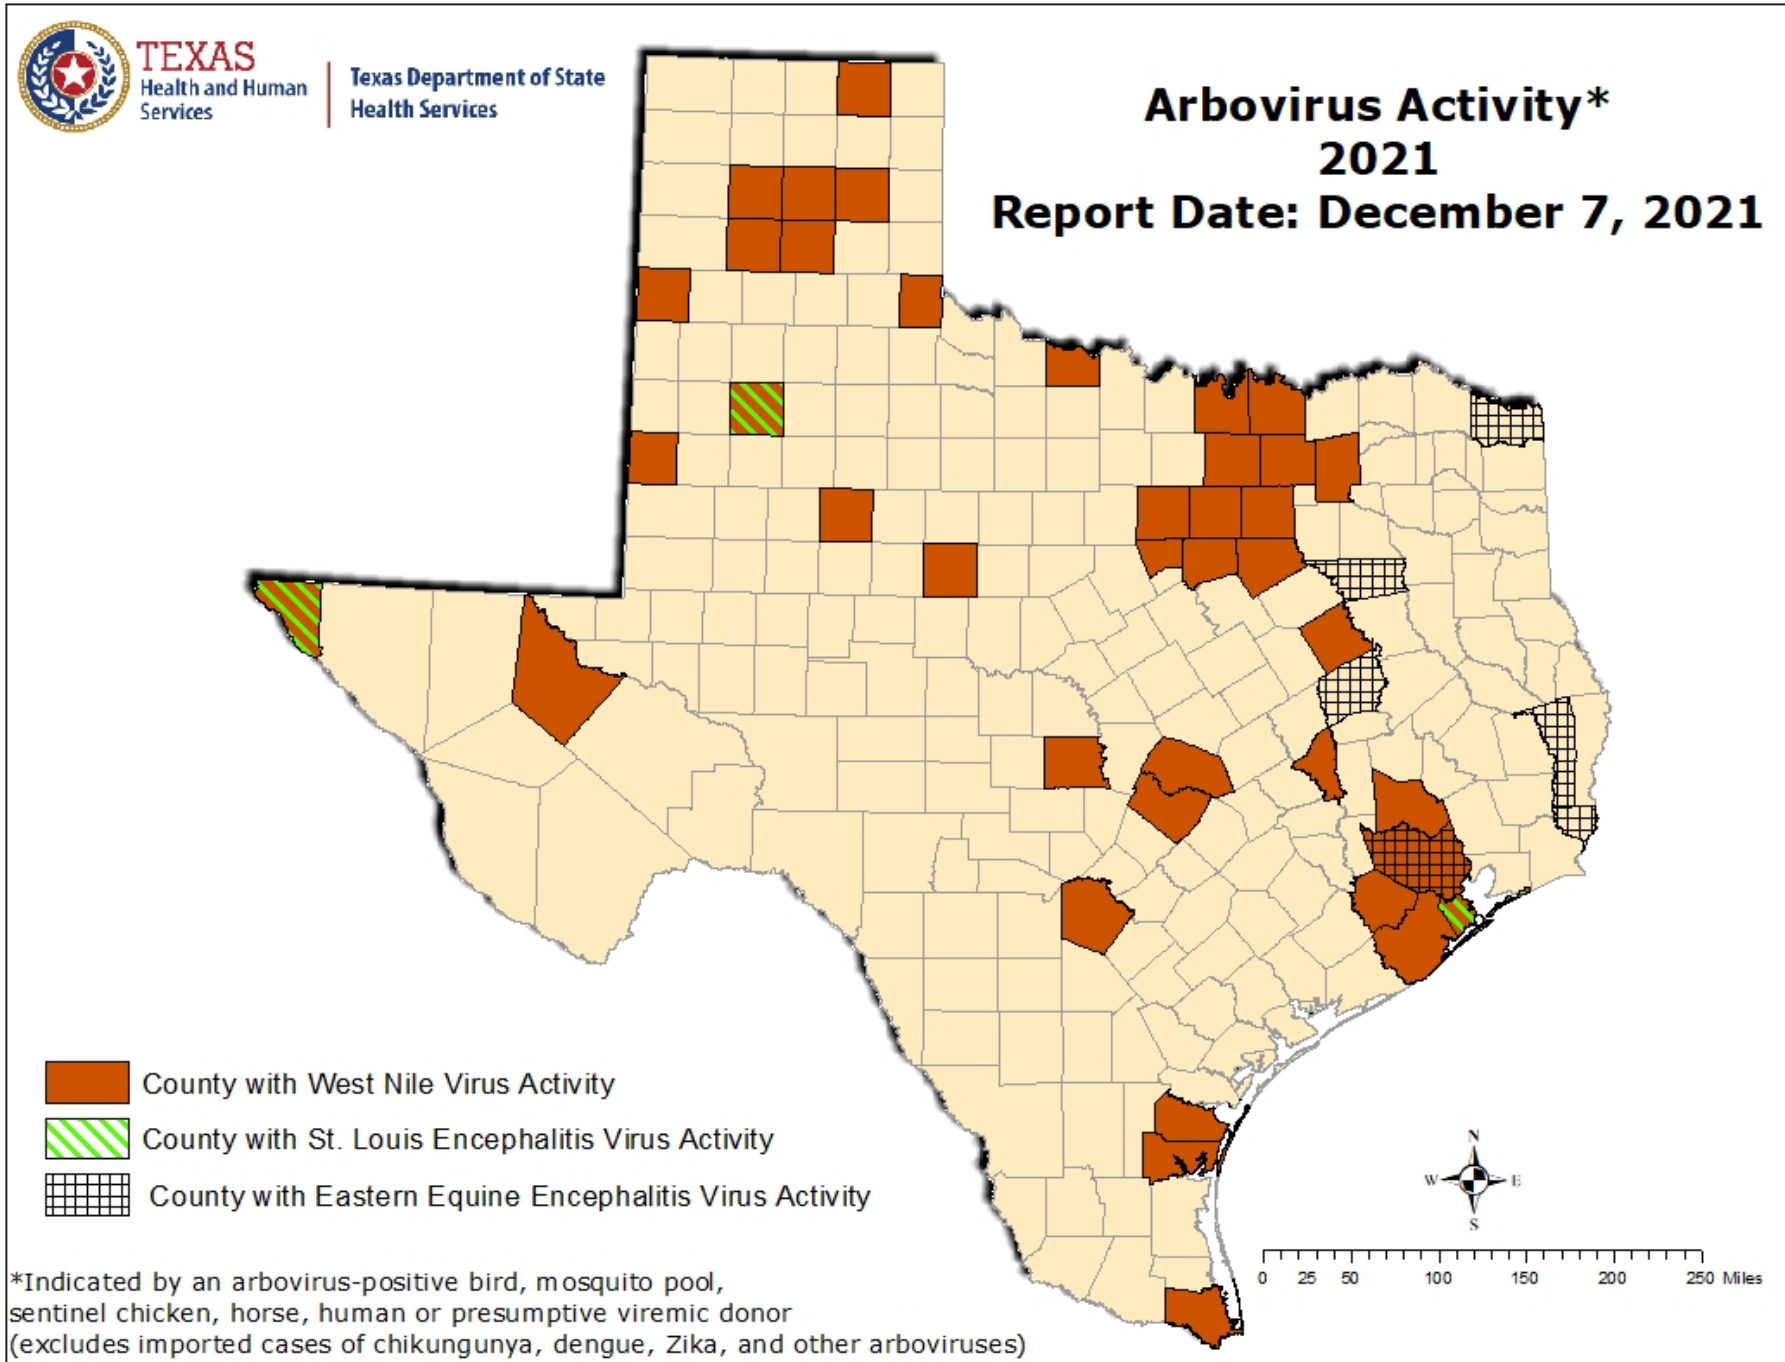 TEXAS
Health and Human
Services
Texas Department of State
Health Services
Arbovirus Activity*
2021
Report Date: December 7, 2021
County with West Nile Virus Activity
County with St. Louis Encephalitis Virus Activity
County with Eastern Equine Encephalitis Virus Activity
*Indicated by an arbovirus-positive bird, mosquito pool,
sentinel chicken, horse, human or presumptive viremic donor
(excludes imported cases of chikungunya, dengue, Zika, and other arboviruses)
N
W E
S
0 25 50 100 150 200 250 Miles